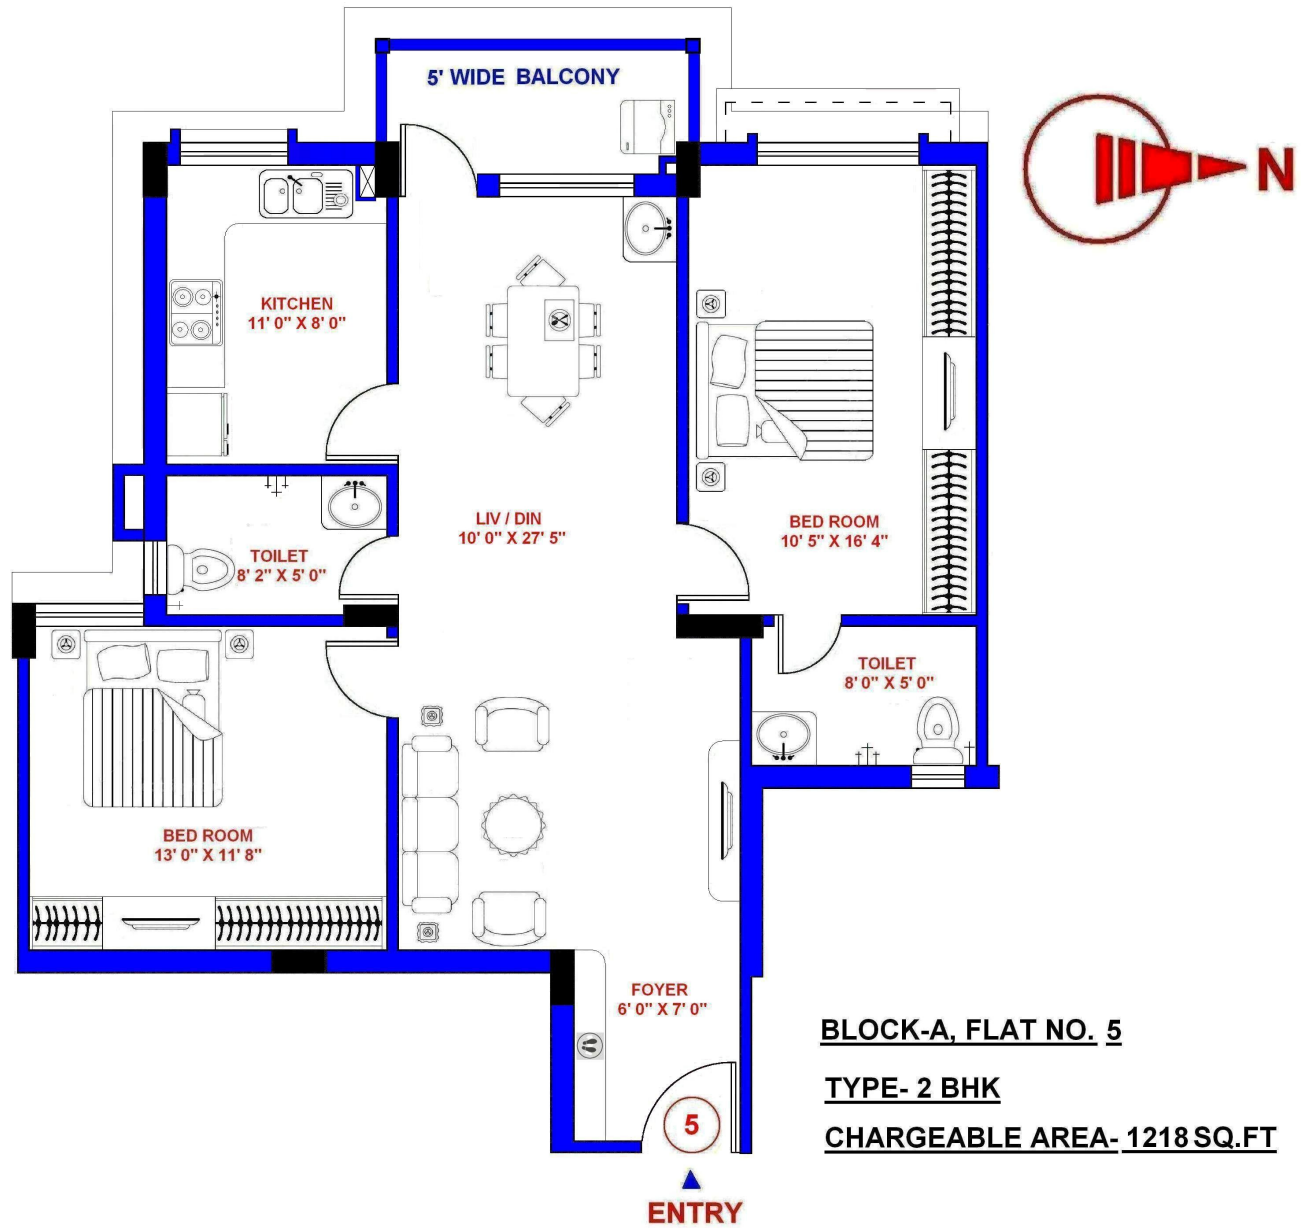 5' WIDE BALCONY
N
KITCHEN
11' 0" X 8' 0"
LIV / DIN
10' 0" X 27' 5"
BED ROOM
10' 5" X 16' 4"
TOILET
8' 2" X 5' 0"
TOILET
8' 0" X 5' 0"
BED ROOM
13' 0" X 11' 8"
FOYER
6' 0" X 7' 0"
BLOCK-A, FLAT NO. 5
TYPE- 2 BHK
CHARGEABLE AREA- 1218 SQ.FT
5
ENTRY